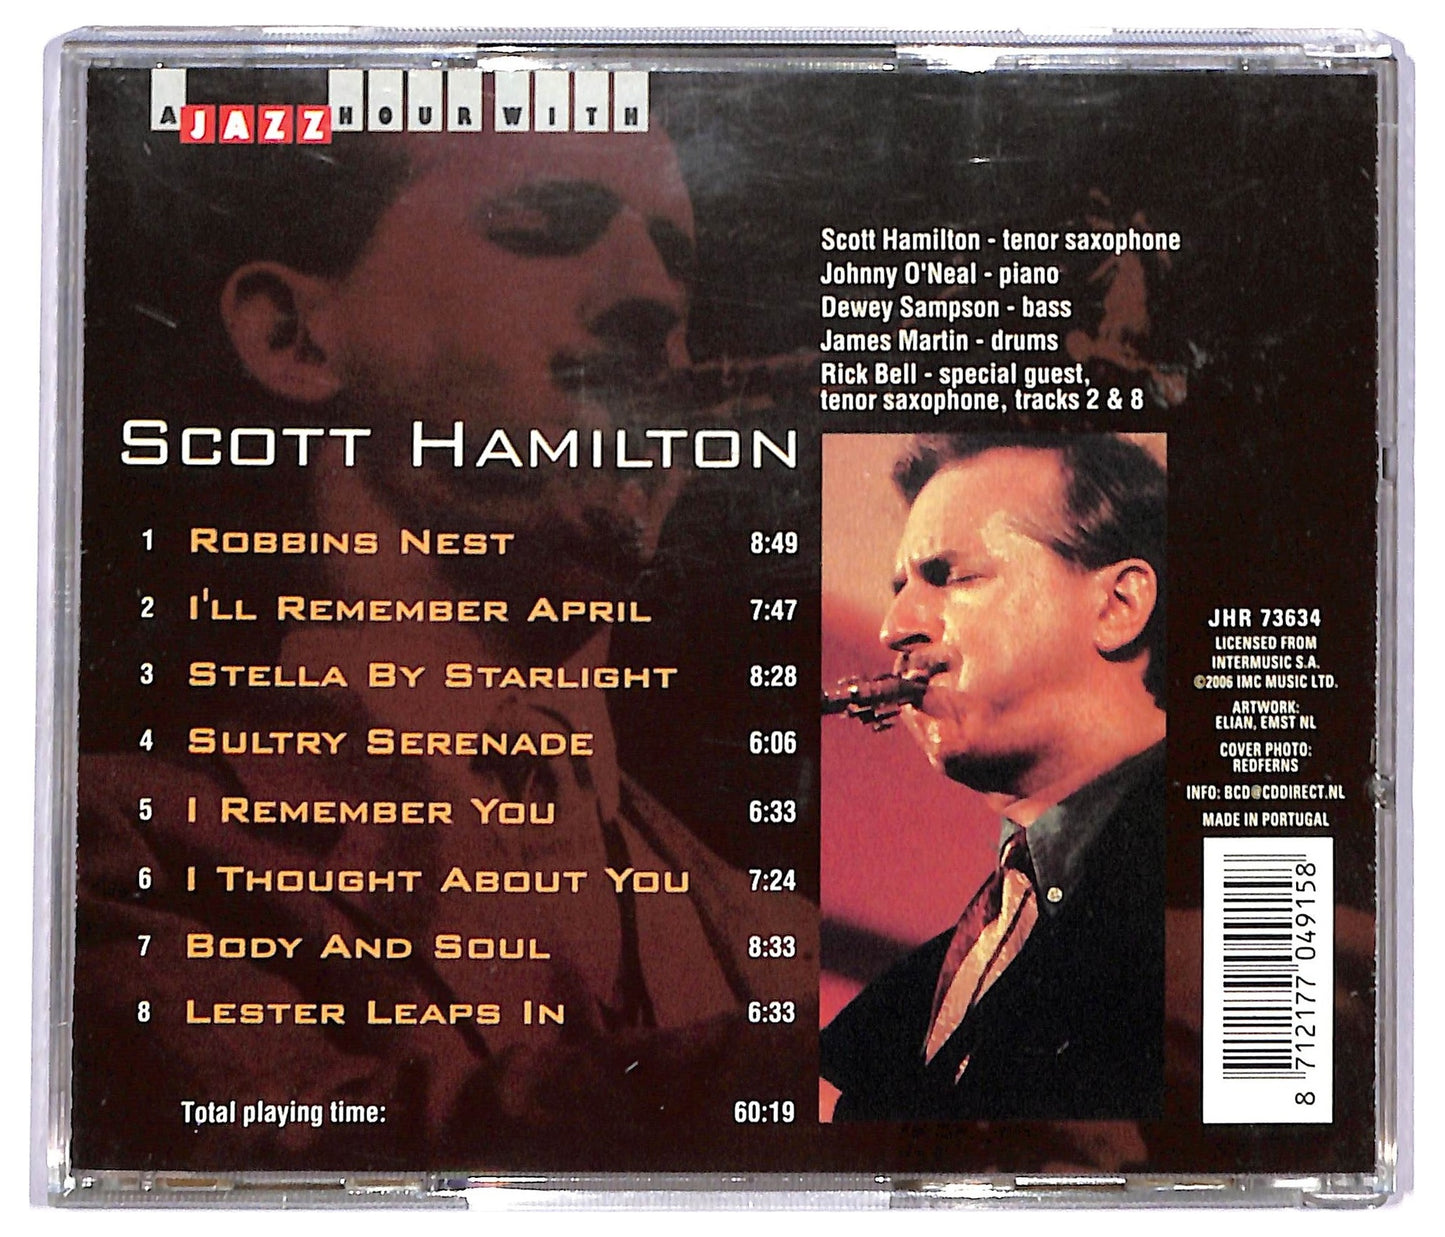 A JAZZ HOUR WITH
Scott Hamilton - tenor saxophone
Johnny O'Neal - piano
Dewey Sampson - bass
James Martin - drums
Rick Bell - special guest,
tenor saxophone, tracks 2 & 8
SCOTT HAMILTON
1 ROBBINS NEST 8:49
2 I'LL REMEMBER APRIL 7:47
3 STELLA BY STARLIGHT 8:28
4 SULTRY SERENADE 6:06
5 I REMEMBER YOU 6:33
6 I THOUGHT ABOUT YOU 7:24
7 BODY AND SOUL 8:33
8 LESTER LEAPS IN 6:33
Total playing time: 60:19
JHR 73634
LICENSED FROM
INTERMUSIC S.A.
©2006 IMC MUSIC LTD.
ARTWORK:
ELIAN, EMST NL
COVER PHOTO:
REDFERNS
INFO: BCD@CDDIRECT.NL
MADE IN PORTUGAL
8 712177 049158